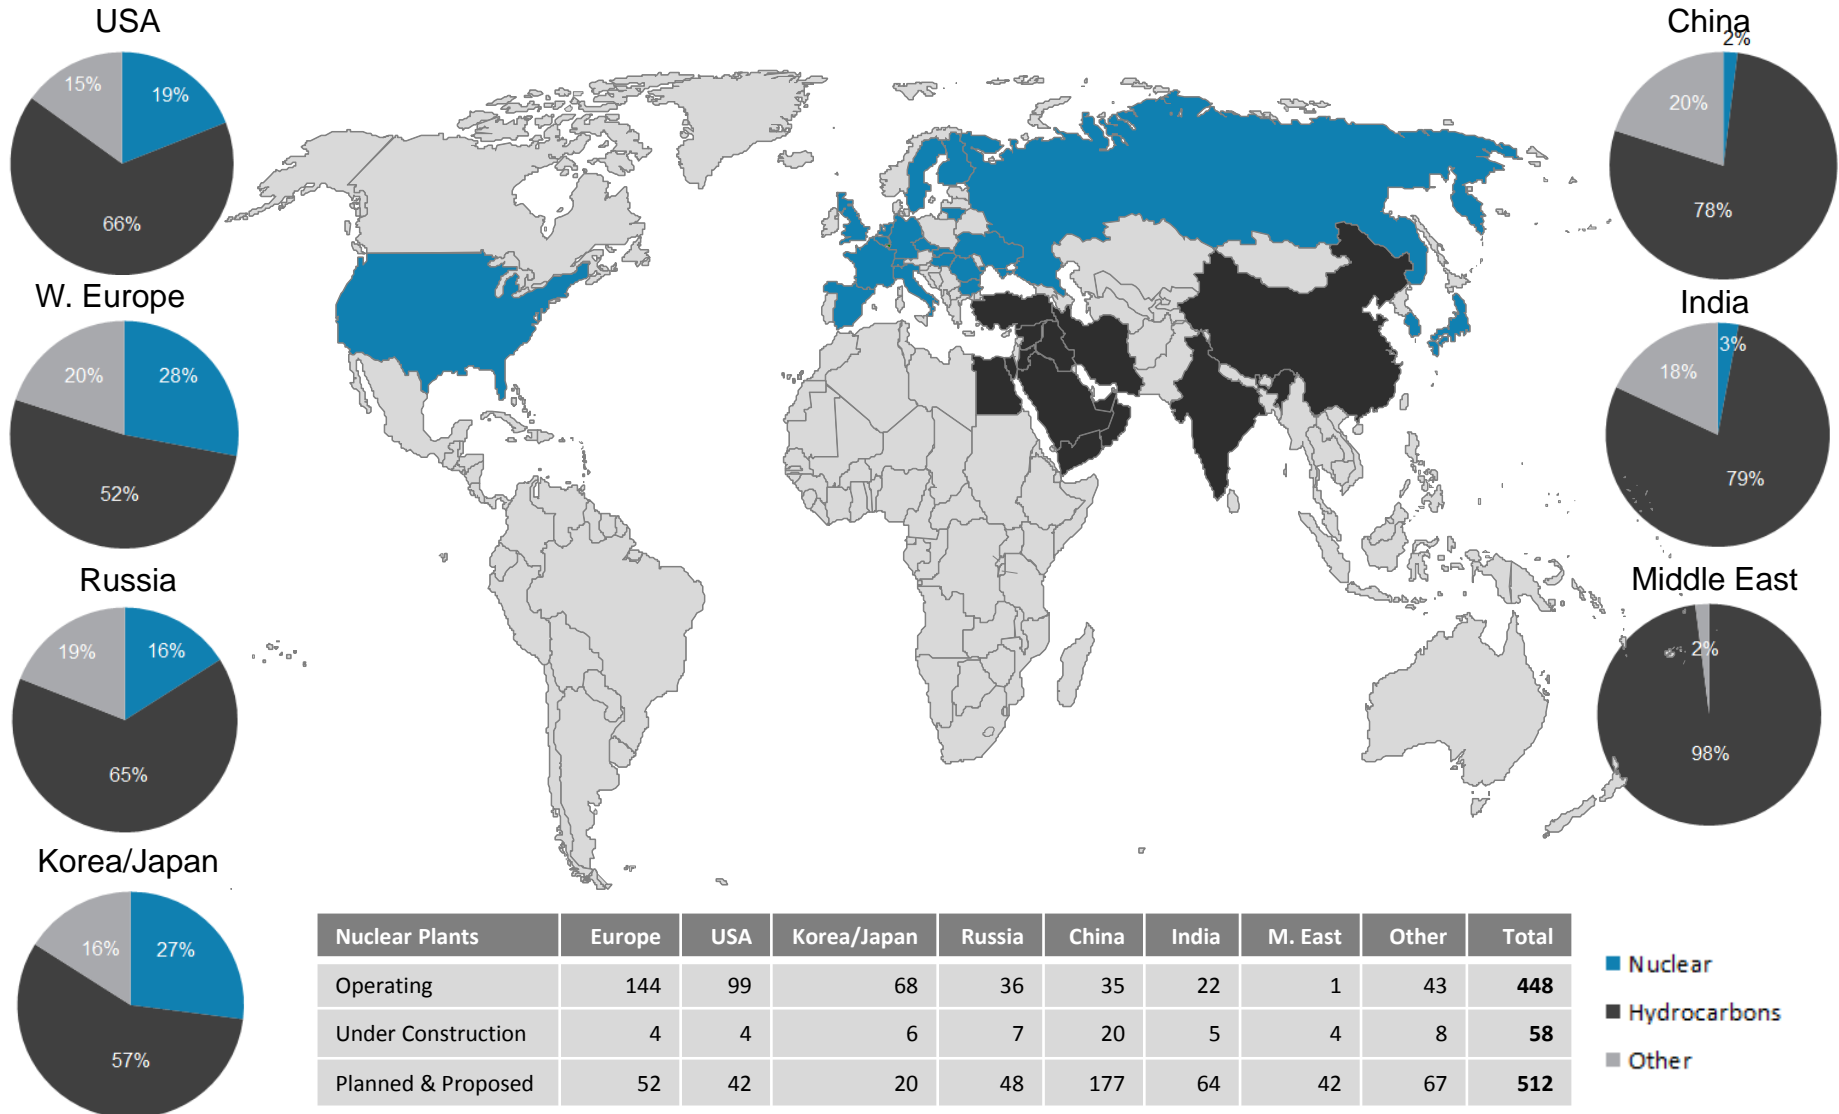 USA
15%
19%
66%
W. Europe
20%
28%
52%
Russia
19%
16%
65%
Korea/Japan
16%
27%
57%
China
2%
20%
78%
India
3%
18%
79%
Middle East
2%
98%
Nuclear Plants Europe USA Korea/Japan Russia China India M. East Other Total
Operating 144 99 68 36 35 22 1 43 448
Under Construction 4 4 6 7 20 5 4 8 58
Planned & Proposed 52 42 20 48 177 64 42 67 512
Nuclear
Hydrocarbons
Other